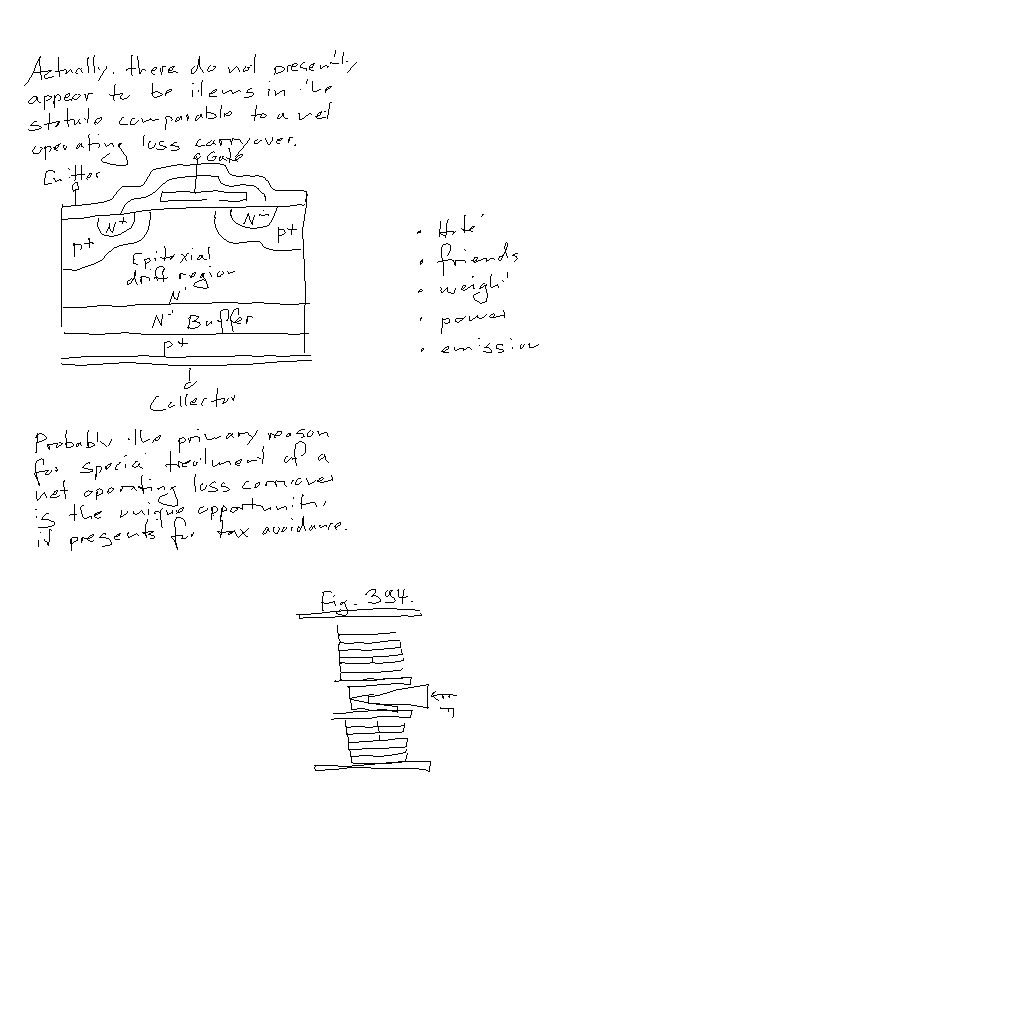 Actually, there do not presently
appear to be items in the
statute comparable to a net
operating loss carryover.
Emitter
Gate
N+
N+
P+
P+
Epitaxial
drift region
N-
N+ Buffer
P+
Collector
• Hotel
• friends
• weight
• power
• emission
Probably the primary reason
for special treatment of a
net operating loss carryover
is the unique opportunity
it presents for tax avoidance.
Fig. 394.
F